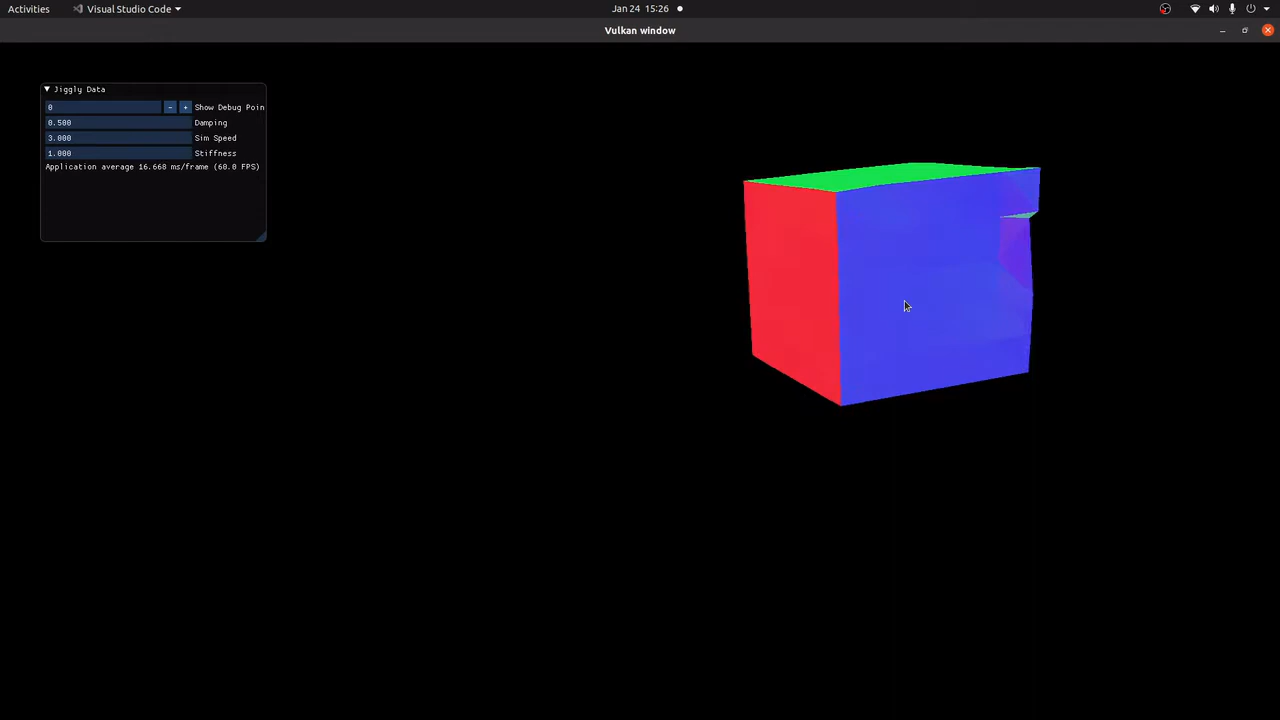 Activities Visual Studio Code Jan 24 15:26
Vulkan window
Jiggly Data
0 - + Show Debug Poin
0.500 Damping
3.000 Sim Speed
1.000 Stiffness
Application average 16.668 ms/frame (60.0 FPS)